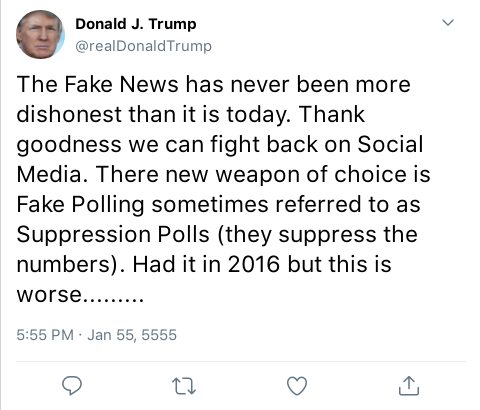 Donald J. Trump
@realDonaldTrump
The Fake News has never been more
dishonest than it is today. Thank
goodness we can fight back on Social
Media. There new weapon of choice is
Fake Polling sometimes referred to as
Suppression Polls (they suppress the
numbers). Had it in 2016 but this is
worse.........
5:55 PM · Jan 55, 5555